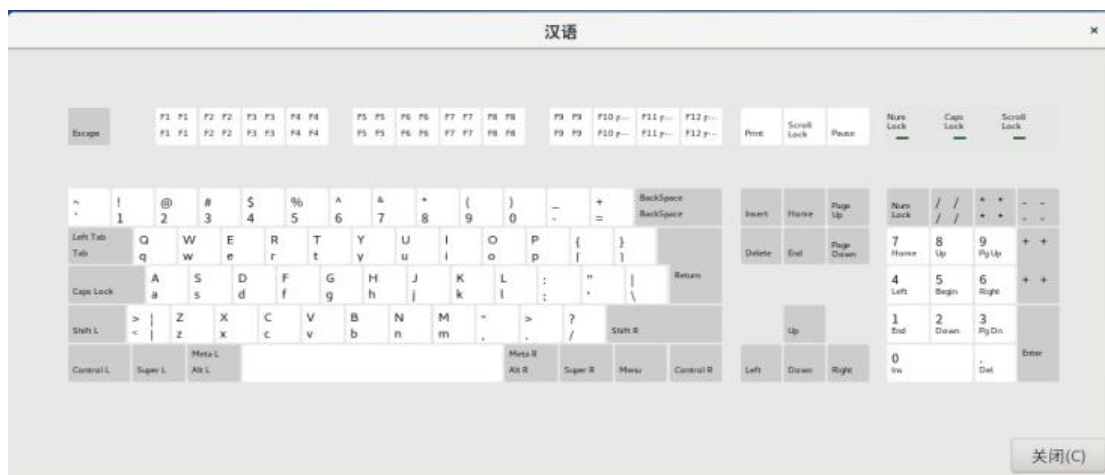 汉语 ×
F1 F1 F2 F2 F3 F3 F4 F4 F5 F5 F6 F6 F7 F7 F8 F8 F9 F9 F10 F… F11 F… F12 F…
Escape F1 F1 F2 F2 F3 F3 F4 F4 F5 F5 F6 F6 F7 F7 F8 F8 F9 F9 F10 F… F11 F… F12 F… Print Scroll Lock Pause Num Lock Caps Lock Scroll Lock
~ ! @ # $ % ^ & * ( ) _ + BackSpace
` 1 2 3 4 5 6 7 8 9 0 - = BackSpace Insert Home Page Up Num Lock / / * * - -
/ / * * - -
Left Tab Q W E R T Y U I O P { }
Tab q w e r t y u i o p [ ] Delete End Page Down 7 Home 8 Up 9 PgUp + +
A S D F G H J K L : " | Return
Caps Lock a s d f g h j k l ; ' \ 4 Left 5 Begin 6 Right + +
> | Z X C V B N M < > ?
Shift L < | z x c v b n m , . / Shift R Up 1 End 2 Down 3 PgDn
Meta L Meta R Enter
Control L Super L Alt L Alt R Super R Menu Control R Left Down Right 0 Ins . Del
关闭(C)